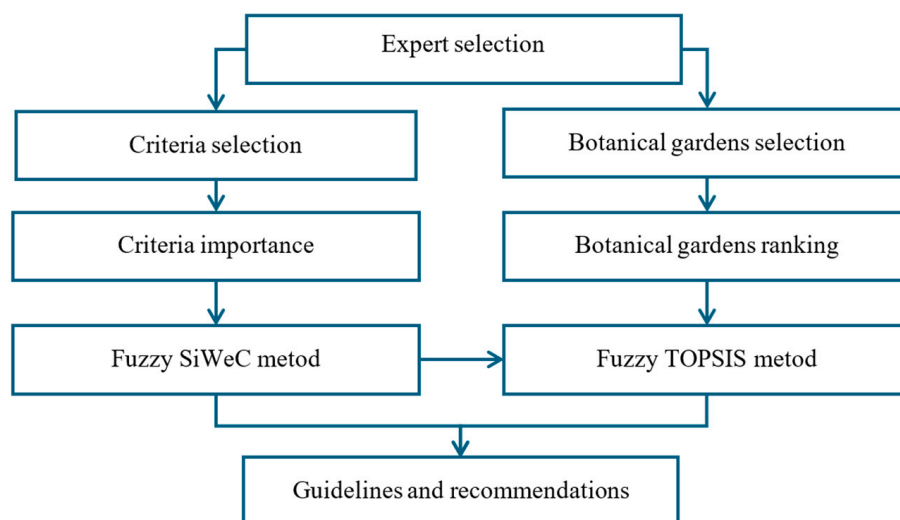 Expert selection
Criteria selection
Botanical gardens selection
Criteria importance
Botanical gardens ranking
Fuzzy SiWeC metod
Fuzzy TOPSIS metod
Guidelines and recommendations